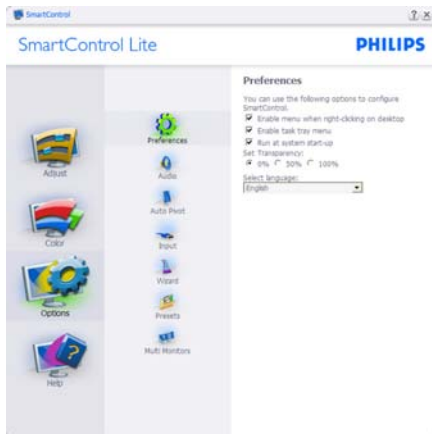 SmartControl
SmartControl Lite
PHILIPS
Adjust
Color
Options
Help
Preferences
Audio
Auto Pivot
Input
Wizard
Presets
Multi Monitors
Preferences
You can use the following options to configure
SmartControl.
Enable menu when right-clicking on desktop
Enable task tray menu
Run at system start-up
Set Transparency:
0% 50% 100%
Select language:
English